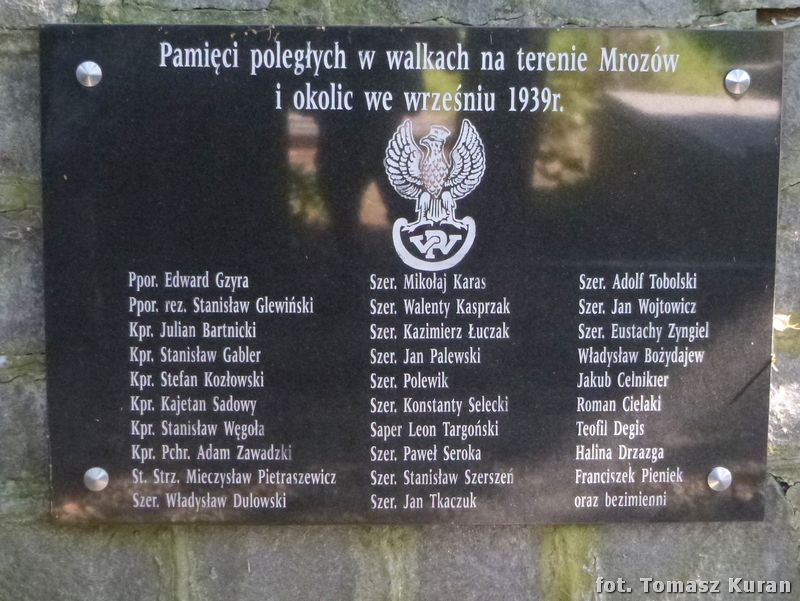 Pamięci poległych w walkach na terenie Mrozów
i okolic we wrześniu 1939r.
WP
Ppor. Edward Gzyra
Ppor. rez. Stanisław Glewiński
Kpr. Julian Bartnicki
Kpr. Stanisław Gabler
Kpr. Stefan Kozłowski
Kpr. Kajetan Sadowy
Kpr. Stanisław Węgoła
Kpr. Pchr. Adam Zawadzki
St. Strz. Mieczysław Pietraszewicz
Szer. Władysław Dulowski
Szer. Mikołaj Karas
Szer. Walenty Kasprzak
Szer. Kazimierz Łuczak
Szer. Jan Palewski
Szer. Polewik
Szer. Konstanty Selecki
Saper Leon Targoński
Szer. Paweł Seroka
Szer. Stanisław Szerszeń
Szer. Jan Tkaczuk
Szer. Adolf Tobolski
Szer. Jan Wojtowicz
Szer. Eustachy Zyngiel
Władysław Bożydajew
Jakub Celnikier
Roman Cielaki
Teofil Degis
Halina Drzazga
Franciszek Pieniek
oraz bezimienni
fot. Tomasz Kuran